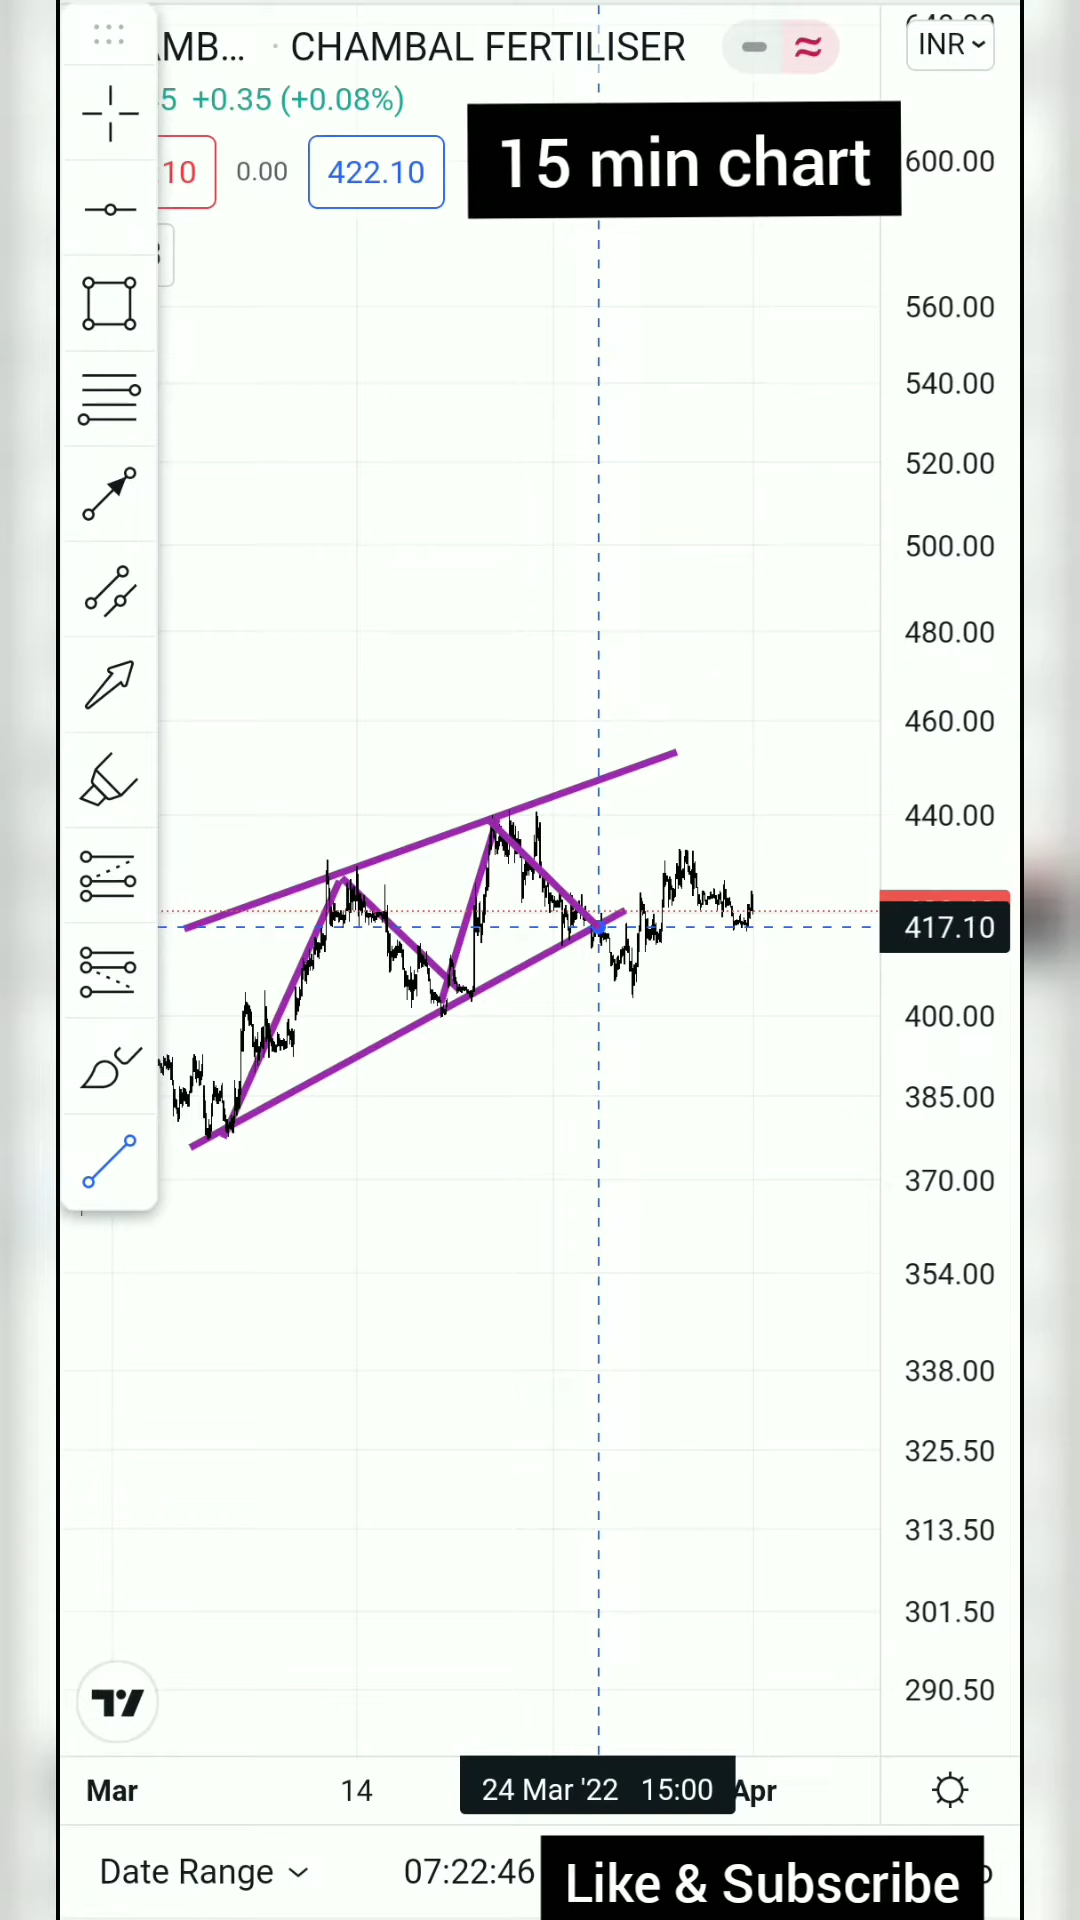 AMB... · CHAMBAL FERTILISER
INR
5 +0.35 (+0.08%)
.10 0.00 422.10
15 min chart
600.00
560.00
540.00
520.00
500.00
480.00
460.00
440.00
417.10
400.00
385.00
370.00
354.00
338.00
325.50
313.50
301.50
290.50
Mar 14 24 Mar '22 15:00 Apr
Date Range 07:22:46
Like & Subscribe